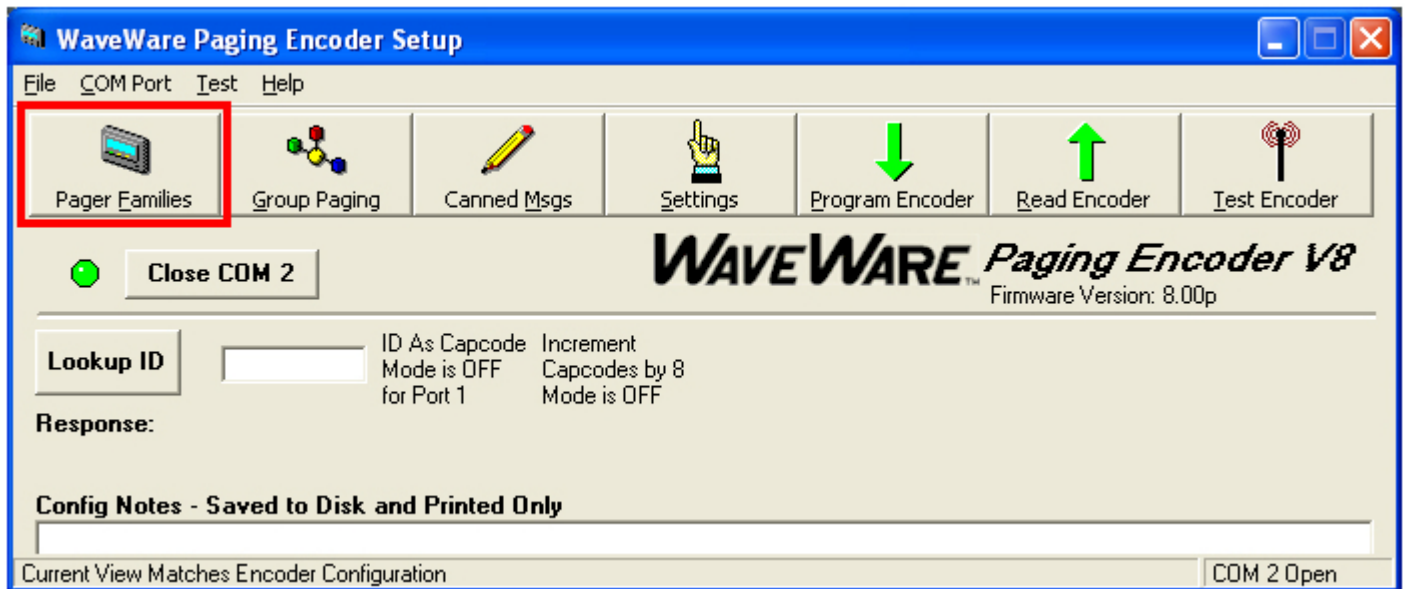 WaveWare Paging Encoder Setup
File COM Port Test Help
Pager Families Group Paging Canned Msgs Settings Program Encoder Read Encoder Test Encoder
Close COM 2
WAVEWARE™ Paging Encoder V8
Firmware Version: 8.00p
Lookup ID
ID As Capcode
Mode is OFF
for Port 1
Increment
Capcodes by 8
Mode is OFF
Response:
Config Notes - Saved to Disk and Printed Only
Current View Matches Encoder Configuration COM 2 Open